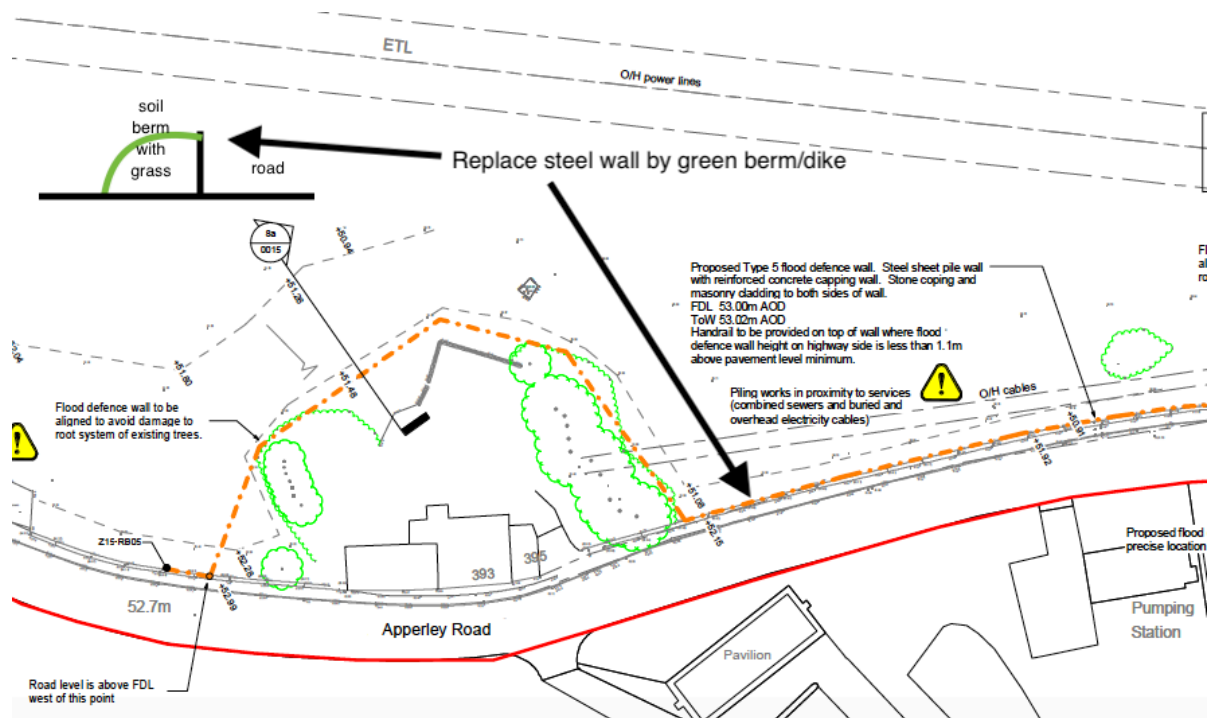 ETL
O/H power lines
soil
berm
with
grass
road
Replace steel wall by green berm/dike
8a
0015
+50.94
+51.26
+51.48
+51.80
Proposed Type 5 flood defence wall. Steel sheet pile wall
with reinforced concrete capping wall. Stone coping and
masonry cladding to both sides of wall.
FDL 53.00m AOD
ToW 53.02m AOD
Handrail to be provided on top of wall where flood
defence wall height on highway side is less than 1.1m
above pavement level minimum.
Piling works in proximity to services
(combined sewers and buried and
overhead electricity cables)
O/H cables
Flood defence wall to be
aligned to avoid damage to
root system of existing trees.
+50.91
+51.92
+51.08
+52.15
Z15-RB05
+52.28
+52.99
52.7m
393
395
Apperley Road
Proposed flood
precise location
Pumping
Station
Pavilion
Road level is above FDL
west of this point